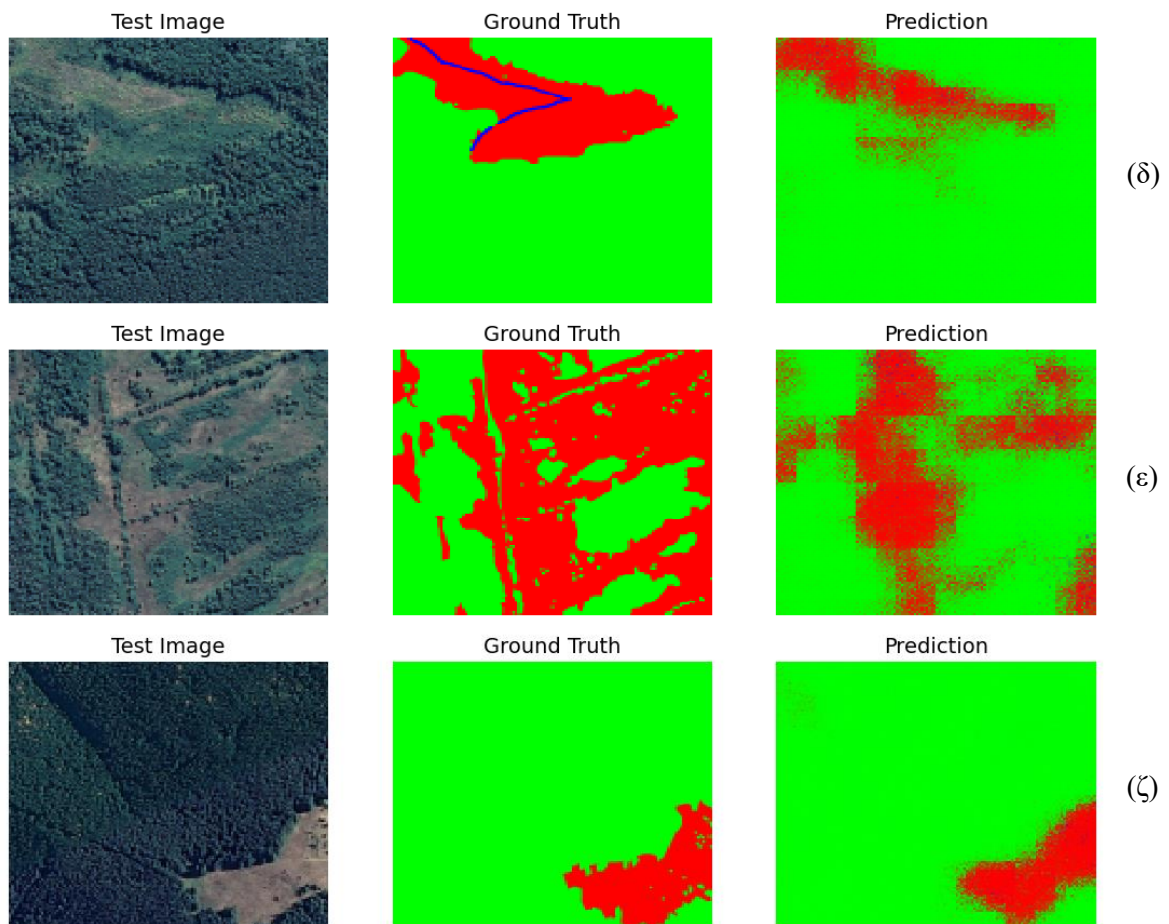 Test Image Ground Truth Prediction
(δ)
Test Image Ground Truth Prediction
(ε)
Test Image Ground Truth Prediction
(ζ)